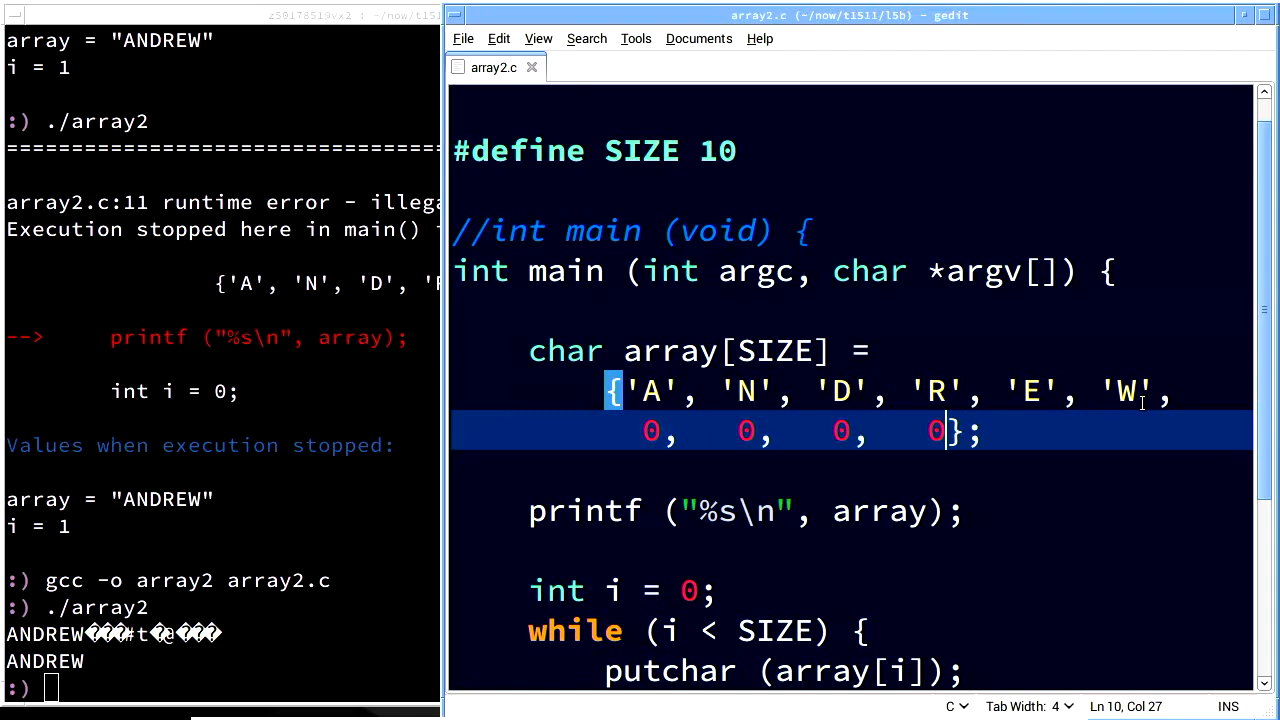 z5017851@vx2 : ~/now/t151
array = "ANDREW"
i = 1
:) ./array2
==================================
array2.c:11 runtime error - illega
Execution stopped here in main() i
{'A', 'N', 'D', 'R
--> printf ("%s\n", array);
int i = 0;
Values when execution stopped:
array = "ANDREW"
i = 1
:) gcc -o array2 array2.c
:) ./array2
ANDREW����#t�@����
ANDREW
:)
array2.c (~/now/t1511/l5b) - gedit
File Edit View Search Tools Documents Help
array2.c
#define SIZE 10
//int main (void) {
int main (int argc, char *argv[]) {
char array[SIZE] =
{'A', 'N', 'D', 'R', 'E', 'W',
0, 0, 0, 0};
printf ("%s\n", array);
int i = 0;
while (i < SIZE) {
putchar (array[i]);
C Tab Width: 4 Ln 10, Col 27 INS